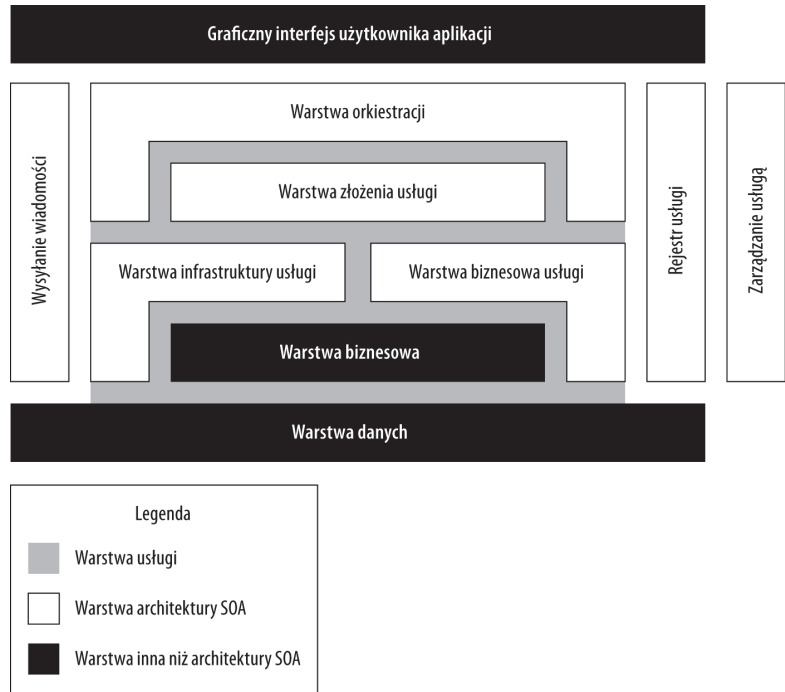 Graficzny interfejs użytkownika aplikacji
Wysyłanie wiadomości
Warstwa orkiestracji
Warstwa złożenia usługi
Warstwa infrastruktury usługi
Warstwa biznesowa usługi
Warstwa biznesowa
Rejestr usługi
Zarządzanie usługą
Warstwa danych
Legenda
Warstwa usługi
Warstwa architektury SOA
Warstwa inna niż architektury SOA